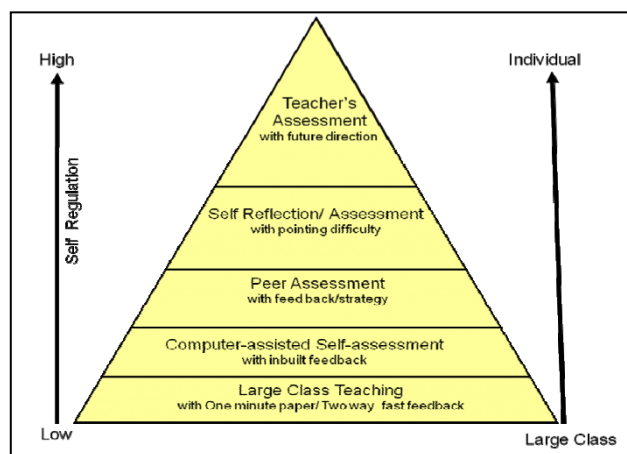 High
Individual
Teacher's
Assessment
with future direction
Self Regulation
Self Reflection/ Assessment
with pointing difficulty
Peer Assessment
with feed back/strategy
Computer-assisted Self-assessment
with inbuilt feedback
Large Class Teaching
with One minute paper/ Two way fast feedback
Low
Large Class